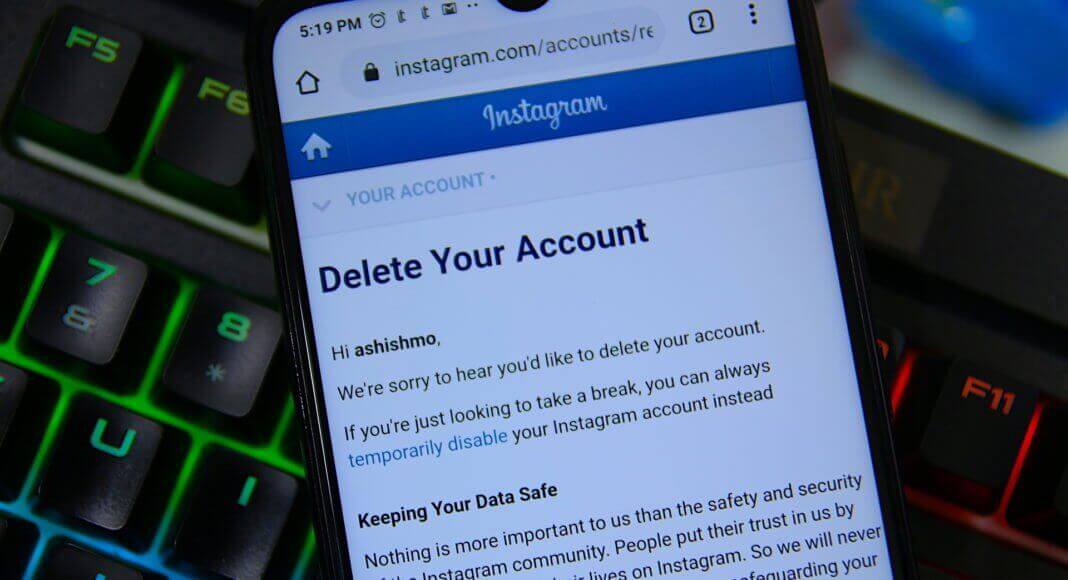 5:19 PM
instagram.com/accounts/re
2
Instagram
YOUR ACCOUNT
Delete Your Account
Hi ashishmo,
We're sorry to hear you'd like to delete your account.
If you're just looking to take a break, you can always
temporarily disable your Instagram account instead
Keeping Your Data Safe
Nothing is more important to us than the safety and security
of the Instagram community. People put their trust in us by
their lives on Instagram. So we will never
safeguarding your
F5
F6
7
&
8
*
U
I
F11